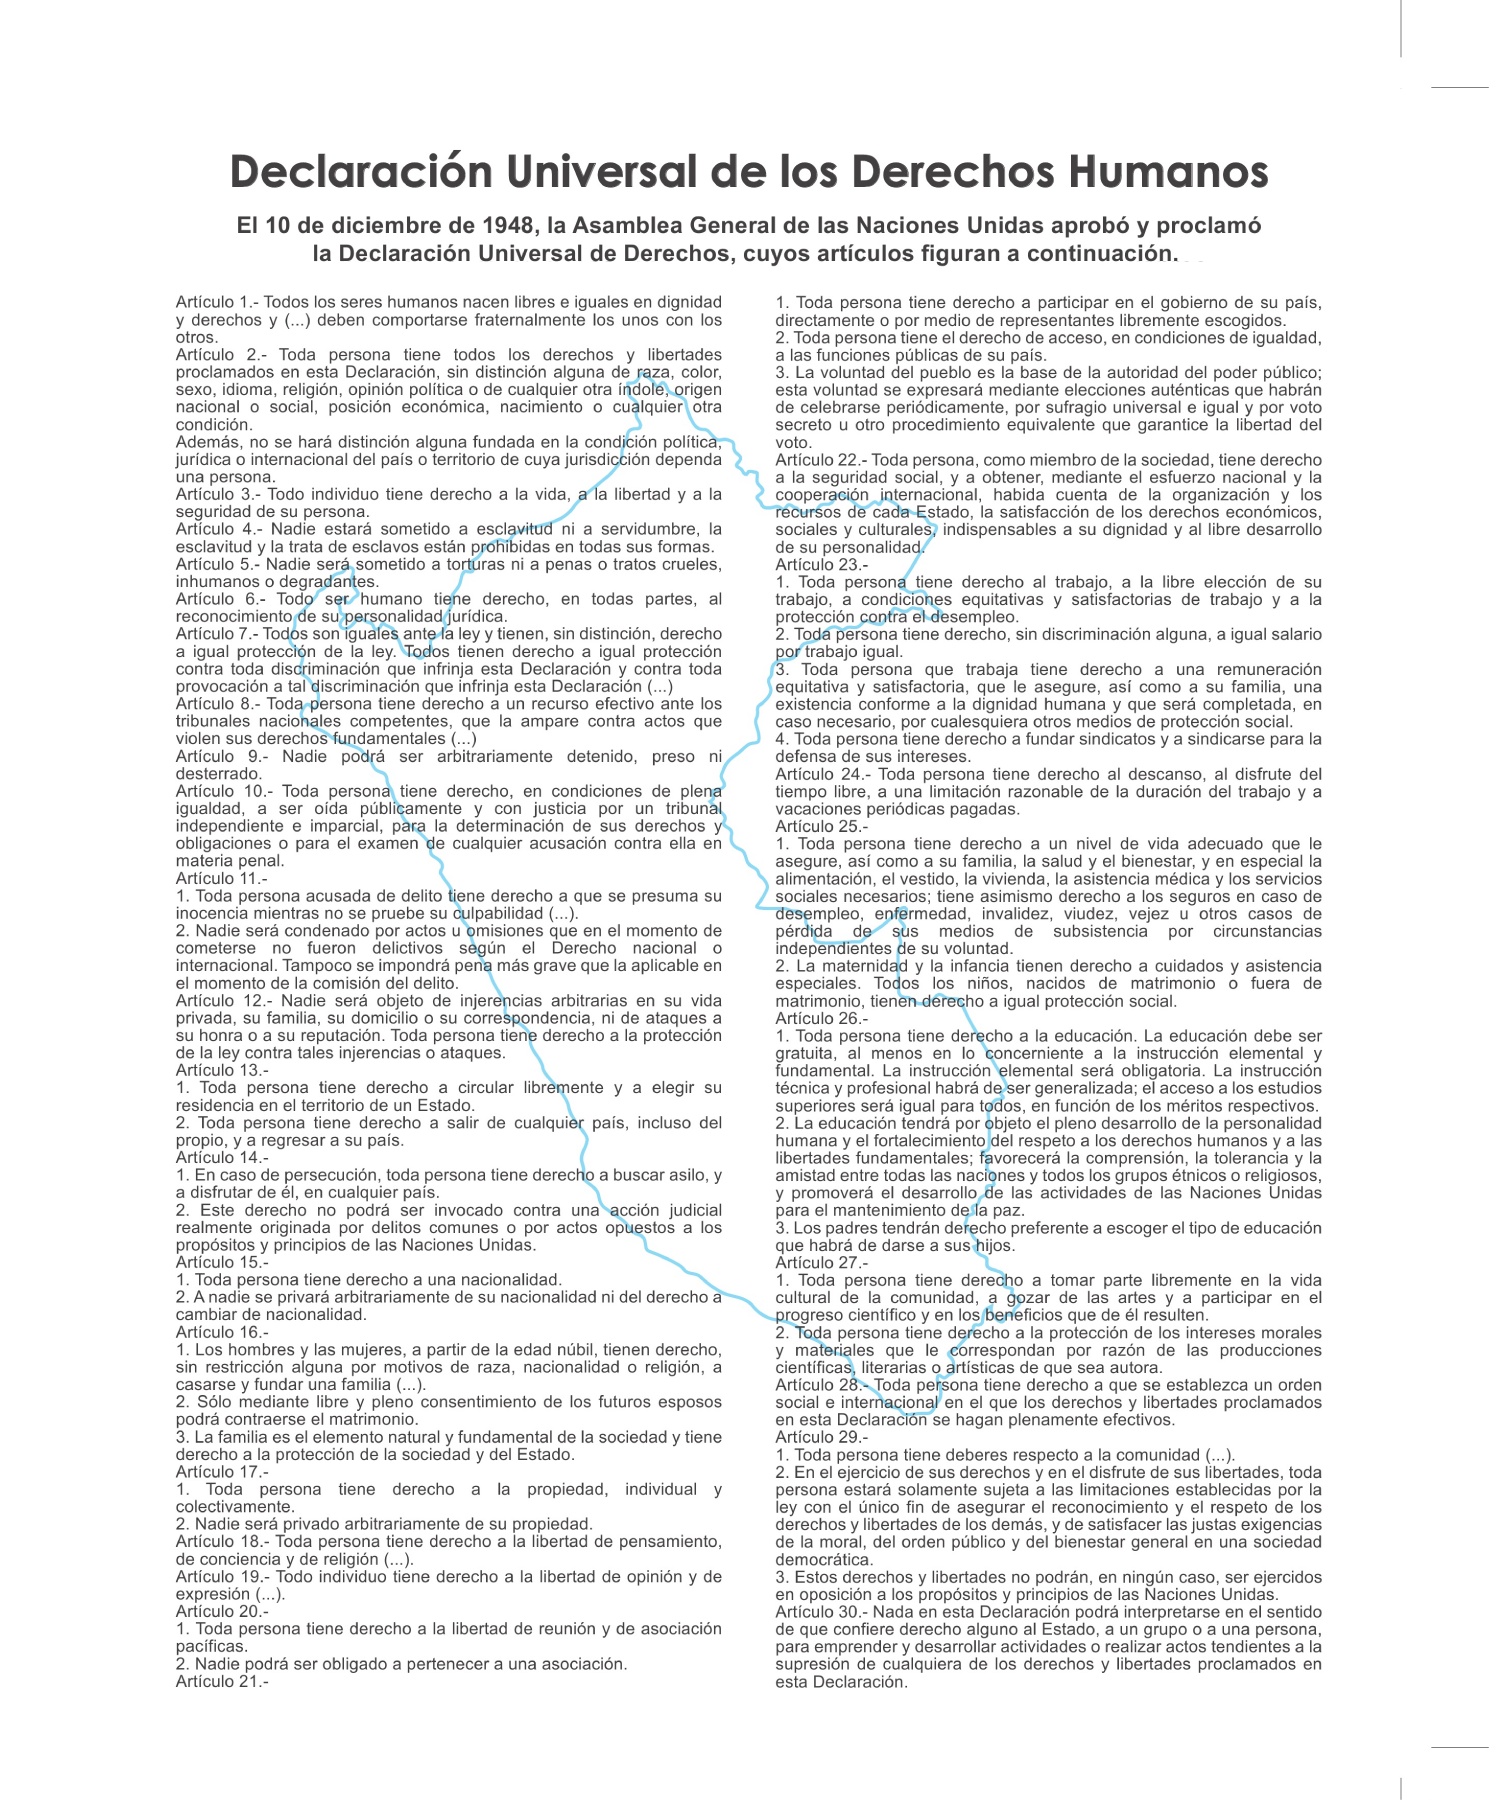 Declaración Universal de los Derechos Humanos
El 10 de diciembre de 1948, la Asamblea General de las Naciones Unidas aprobó y proclamó
la Declaración Universal de Derechos, cuyos artículos figuran a continuación.
Artículo 1.- Todos los seres humanos nacen libres e iguales en dignidad
y derechos y (...) deben comportarse fraternalmente los unos con los
otros.
Artículo 2.- Toda persona tiene todos los derechos y libertades
proclamados en esta Declaración, sin distinción alguna de raza, color,
sexo, idioma, religión, opinión política o de cualquier otra índole, origen
nacional o social, posición económica, nacimiento o cualquier otra
condición.
Además, no se hará distinción alguna fundada en la condición política,
jurídica o internacional del país o territorio de cuya jurisdicción dependa
una persona.
Artículo 3.- Todo individuo tiene derecho a la vida, a la libertad y a la
seguridad de su persona.
Artículo 4.- Nadie estará sometido a esclavitud ni a servidumbre, la
esclavitud y la trata de esclavos están prohibidas en todas sus formas.
Artículo 5.- Nadie será sometido a torturas ni a penas o tratos crueles,
inhumanos o degradantes.
Artículo 6.- Todo ser humano tiene derecho, en todas partes, al
reconocimiento de su personalidad jurídica.
Artículo 7.- Todos son iguales ante la ley y tienen, sin distinción, derecho
a igual protección de la ley. Todos tienen derecho a igual protección
contra toda discriminación que infrinja esta Declaración y contra toda
provocación a tal discriminación que infrinja esta Declaración (...)
Artículo 8.- Toda persona tiene derecho a un recurso efectivo ante los
tribunales nacionales competentes, que la ampare contra actos que
violen sus derechos fundamentales (...)
Artículo 9.- Nadie podrá ser arbitrariamente detenido, preso ni
desterrado.
Artículo 10.- Toda persona tiene derecho, en condiciones de plena
igualdad, a ser oída públicamente y con justicia por un tribunal
independiente e imparcial, para la determinación de sus derechos y
obligaciones o para el examen de cualquier acusación contra ella en
materia penal.
Artículo 11.-
1. Toda persona acusada de delito tiene derecho a que se presuma su
inocencia mientras no se pruebe su culpabilidad (...).
2. Nadie será condenado por actos u omisiones que en el momento de
cometerse no fueron delictivos según el Derecho nacional o
internacional. Tampoco se impondrá pena más grave que la aplicable en
el momento de la comisión del delito.
Artículo 12.- Nadie será objeto de injerencias arbitrarias en su vida
privada, su familia, su domicilio o su correspondencia, ni de ataques a
su honra o a su reputación. Toda persona tiene derecho a la protección
de la ley contra tales injerencias o ataques.
Artículo 13.-
1. Toda persona tiene derecho a circular libremente y a elegir su
residencia en el territorio de un Estado.
2. Toda persona tiene derecho a salir de cualquier país, incluso del
propio, y a regresar a su país.
Artículo 14.-
1. En caso de persecución, toda persona tiene derecho a buscar asilo, y
a disfrutar de él, en cualquier país.
2. Este derecho no podrá ser invocado contra una acción judicial
realmente originada por delitos comunes o por actos opuestos a los
propósitos y principios de las Naciones Unidas.
Artículo 15.-
1. Toda persona tiene derecho a una nacionalidad.
2. A nadie se privará arbitrariamente de su nacionalidad ni del derecho a
cambiar de nacionalidad.
Artículo 16.-
1. Los hombres y las mujeres, a partir de la edad núbil, tienen derecho,
sin restricción alguna por motivos de raza, nacionalidad o religión, a
casarse y fundar una familia (...).
2. Sólo mediante libre y pleno consentimiento de los futuros esposos
podrá contraerse el matrimonio.
3. La familia es el elemento natural y fundamental de la sociedad y tiene
derecho a la protección de la sociedad y del Estado.
Artículo 17.-
1. Toda persona tiene derecho a la propiedad, individual y
colectivamente.
2. Nadie será privado arbitrariamente de su propiedad.
Artículo 18.- Toda persona tiene derecho a la libertad de pensamiento,
de conciencia y de religión (...).
Artículo 19.- Todo individuo tiene derecho a la libertad de opinión y de
expresión (...).
Artículo 20.-
1. Toda persona tiene derecho a la libertad de reunión y de asociación
pacíficas.
2. Nadie podrá ser obligado a pertenecer a una asociación.
Artículo 21.-
1. Toda persona tiene derecho a participar en el gobierno de su país,
directamente o por medio de representantes libremente escogidos.
2. Toda persona tiene el derecho de acceso, en condiciones de igualdad,
a las funciones públicas de su país.
3. La voluntad del pueblo es la base de la autoridad del poder público;
esta voluntad se expresará mediante elecciones auténticas que habrán
de celebrarse periódicamente, por sufragio universal e igual y por voto
secreto u otro procedimiento equivalente que garantice la libertad del
voto.
Artículo 22.- Toda persona, como miembro de la sociedad, tiene derecho
a la seguridad social, y a obtener, mediante el esfuerzo nacional y la
cooperación internacional, habida cuenta de la organización y los
recursos de cada Estado, la satisfacción de los derechos económicos,
sociales y culturales, indispensables a su dignidad y al libre desarrollo
de su personalidad.
Artículo 23.-
1. Toda persona tiene derecho al trabajo, a la libre elección de su
trabajo, a condiciones equitativas y satisfactorias de trabajo y a la
protección contra el desempleo.
2. Toda persona tiene derecho, sin discriminación alguna, a igual salario
por trabajo igual.
3. Toda persona que trabaja tiene derecho a una remuneración
equitativa y satisfactoria, que le asegure, así como a su familia, una
existencia conforme a la dignidad humana y que será completada, en
caso necesario, por cualesquiera otros medios de protección social.
4. Toda persona tiene derecho a fundar sindicatos y a sindicarse para la
defensa de sus intereses.
Artículo 24.- Toda persona tiene derecho al descanso, al disfrute del
tiempo libre, a una limitación razonable de la duración del trabajo y a
vacaciones periódicas pagadas.
Artículo 25.-
1. Toda persona tiene derecho a un nivel de vida adecuado que le
asegure, así como a su familia, la salud y el bienestar, y en especial la
alimentación, el vestido, la vivienda, la asistencia médica y los servicios
sociales necesarios; tiene asimismo derecho a los seguros en caso de
desempleo, enfermedad, invalidez, viudez, vejez u otros casos de
pérdida de sus medios de subsistencia por circunstancias
independientes de su voluntad.
2. La maternidad y la infancia tienen derecho a cuidados y asistencia
especiales. Todos los niños, nacidos de matrimonio o fuera de
matrimonio, tienen derecho a igual protección social.
Artículo 26.-
1. Toda persona tiene derecho a la educación. La educación debe ser
gratuita, al menos en lo concerniente a la instrucción elemental y
fundamental. La instrucción elemental será obligatoria. La instrucción
técnica y profesional habrá de ser generalizada; el acceso a los estudios
superiores será igual para todos, en función de los méritos respectivos.
2. La educación tendrá por objeto el pleno desarrollo de la personalidad
humana y el fortalecimiento del respeto a los derechos humanos y a las
libertades fundamentales; favorecerá la comprensión, la tolerancia y la
amistad entre todas las naciones y todos los grupos étnicos o religiosos,
y promoverá el desarrollo de las actividades de las Naciones Unidas
para el mantenimiento de la paz.
3. Los padres tendrán derecho preferente a escoger el tipo de educación
que habrá de darse a sus hijos.
Artículo 27.-
1. Toda persona tiene derecho a tomar parte libremente en la vida
cultural de la comunidad, a gozar de las artes y a participar en el
progreso científico y en los beneficios que de él resulten.
2. Toda persona tiene derecho a la protección de los intereses morales
y materiales que le correspondan por razón de las producciones
científicas, literarias o artísticas de que sea autora.
Artículo 28.- Toda persona tiene derecho a que se establezca un orden
social e internacional en el que los derechos y libertades proclamados
en esta Declaración se hagan plenamente efectivos.
Artículo 29.-
1. Toda persona tiene deberes respecto a la comunidad (...).
2. En el ejercicio de sus derechos y en el disfrute de sus libertades, toda
persona estará solamente sujeta a las limitaciones establecidas por la
ley con el único fin de asegurar el reconocimiento y el respeto de los
derechos y libertades de los demás, y de satisfacer las justas exigencias
de la moral, del orden público y del bienestar general en una sociedad
democrática.
3. Estos derechos y libertades no podrán, en ningún caso, ser ejercidos
en oposición a los propósitos y principios de las Naciones Unidas.
Artículo 30.- Nada en esta Declaración podrá interpretarse en el sentido
de que confiere derecho alguno al Estado, a un grupo o a una persona,
para emprender y desarrollar actividades o realizar actos tendientes a la
supresión de cualquiera de los derechos y libertades proclamados en
esta Declaración.